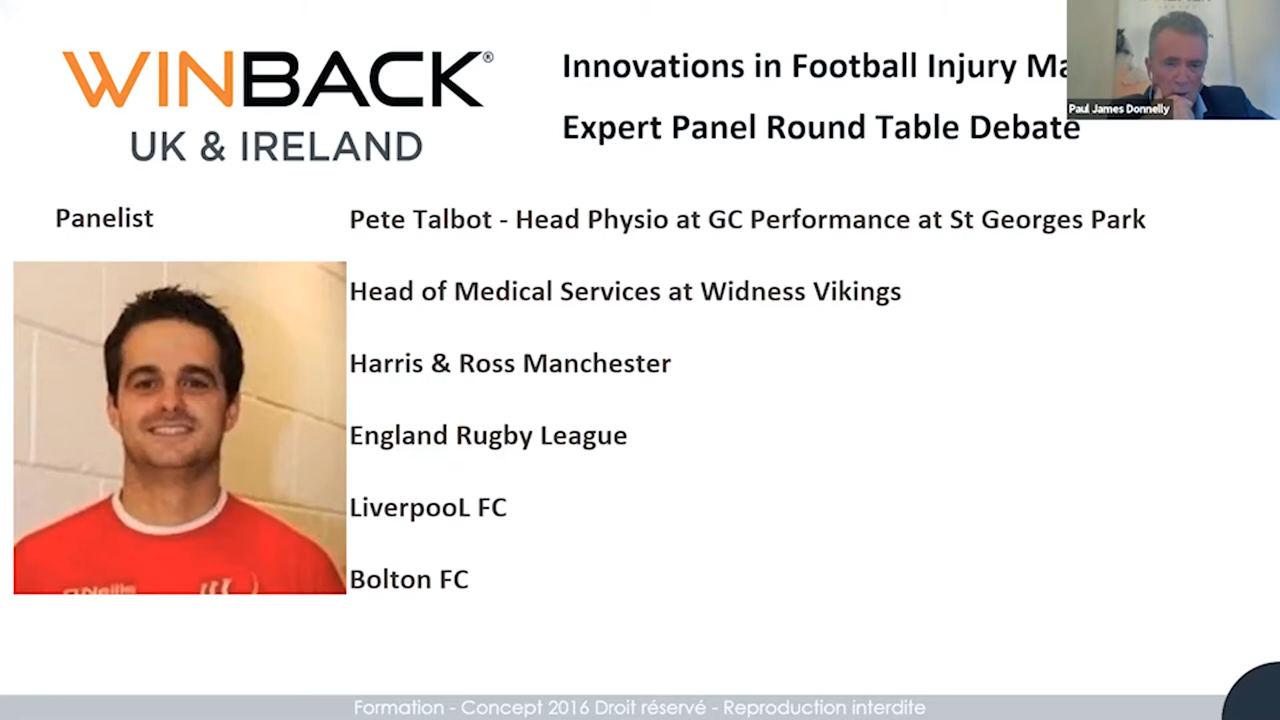 WINBACK®
UK & IRELAND
Innovations in Football Injury
Expert Panel Round Table Debate
Paul James Donnelly
Panelist
Pete Talbot - Head Physio at GC Performance at St Georges Park
Head of Medical Services at Widness Vikings
Harris & Ross Manchester
England Rugby League
LiverpooL FC
Bolton FC
O'Neills
Formation - Concept 2016 Droit réservé - Reproduction interdite